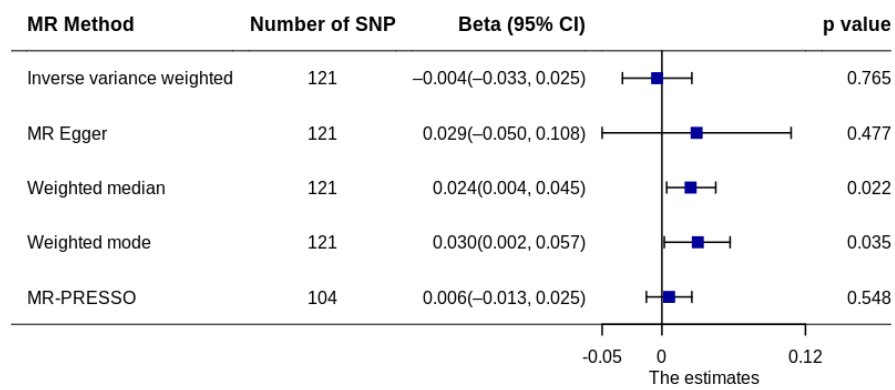 MR Method Number of SNP Beta (95% CI) p value
Inverse variance weighted 121 –0.004(–0.033, 0.025) 0.765
MR Egger 121 0.029(–0.050, 0.108) 0.477
Weighted median 121 0.024(0.004, 0.045) 0.022
Weighted mode 121 0.030(0.002, 0.057) 0.035
MR-PRESSO 104 0.006(–0.013, 0.025) 0.548
-0.05 0 0.12
The estimates